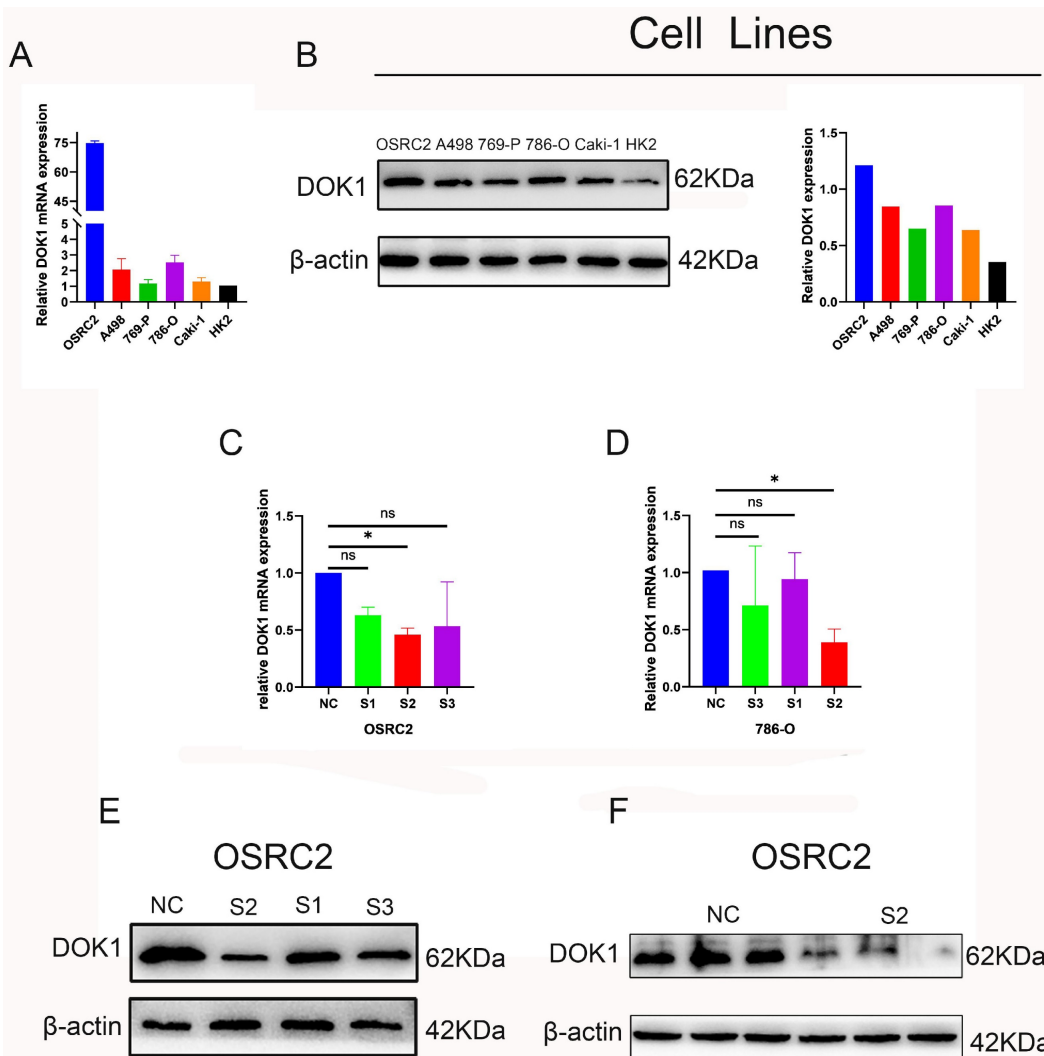 Cell Lines
A
B
Relative DOK1 mRNA expression
75
60
45
5
4
3
2
1
0
OSRC2
A498
769-P
786-O
Caki-1
HK2
OSRC2 A498 769-P 786-O Caki-1 HK2
DOK1
62KDa
β-actin
42KDa
Relative DOK1 expression
1.5
1.0
0.5
0.0
OSRC2
A498
769-P
786-O
Caki-1
HK2
C
relative DOK1 mRNA expression
1.5
1.0
0.5
0.0
ns
*
ns
NC S1 S2 S3
OSRC2
D
Relative DOK1 mRNA expression
1.5
1.0
0.5
0.0
*
ns
ns
NC S3 S1 S2
786-O
E
OSRC2
NC S2 S1 S3
DOK1
62KDa
β-actin
42KDa
F
OSRC2
NC S2
DOK1
62KDa
β-actin
42KDa